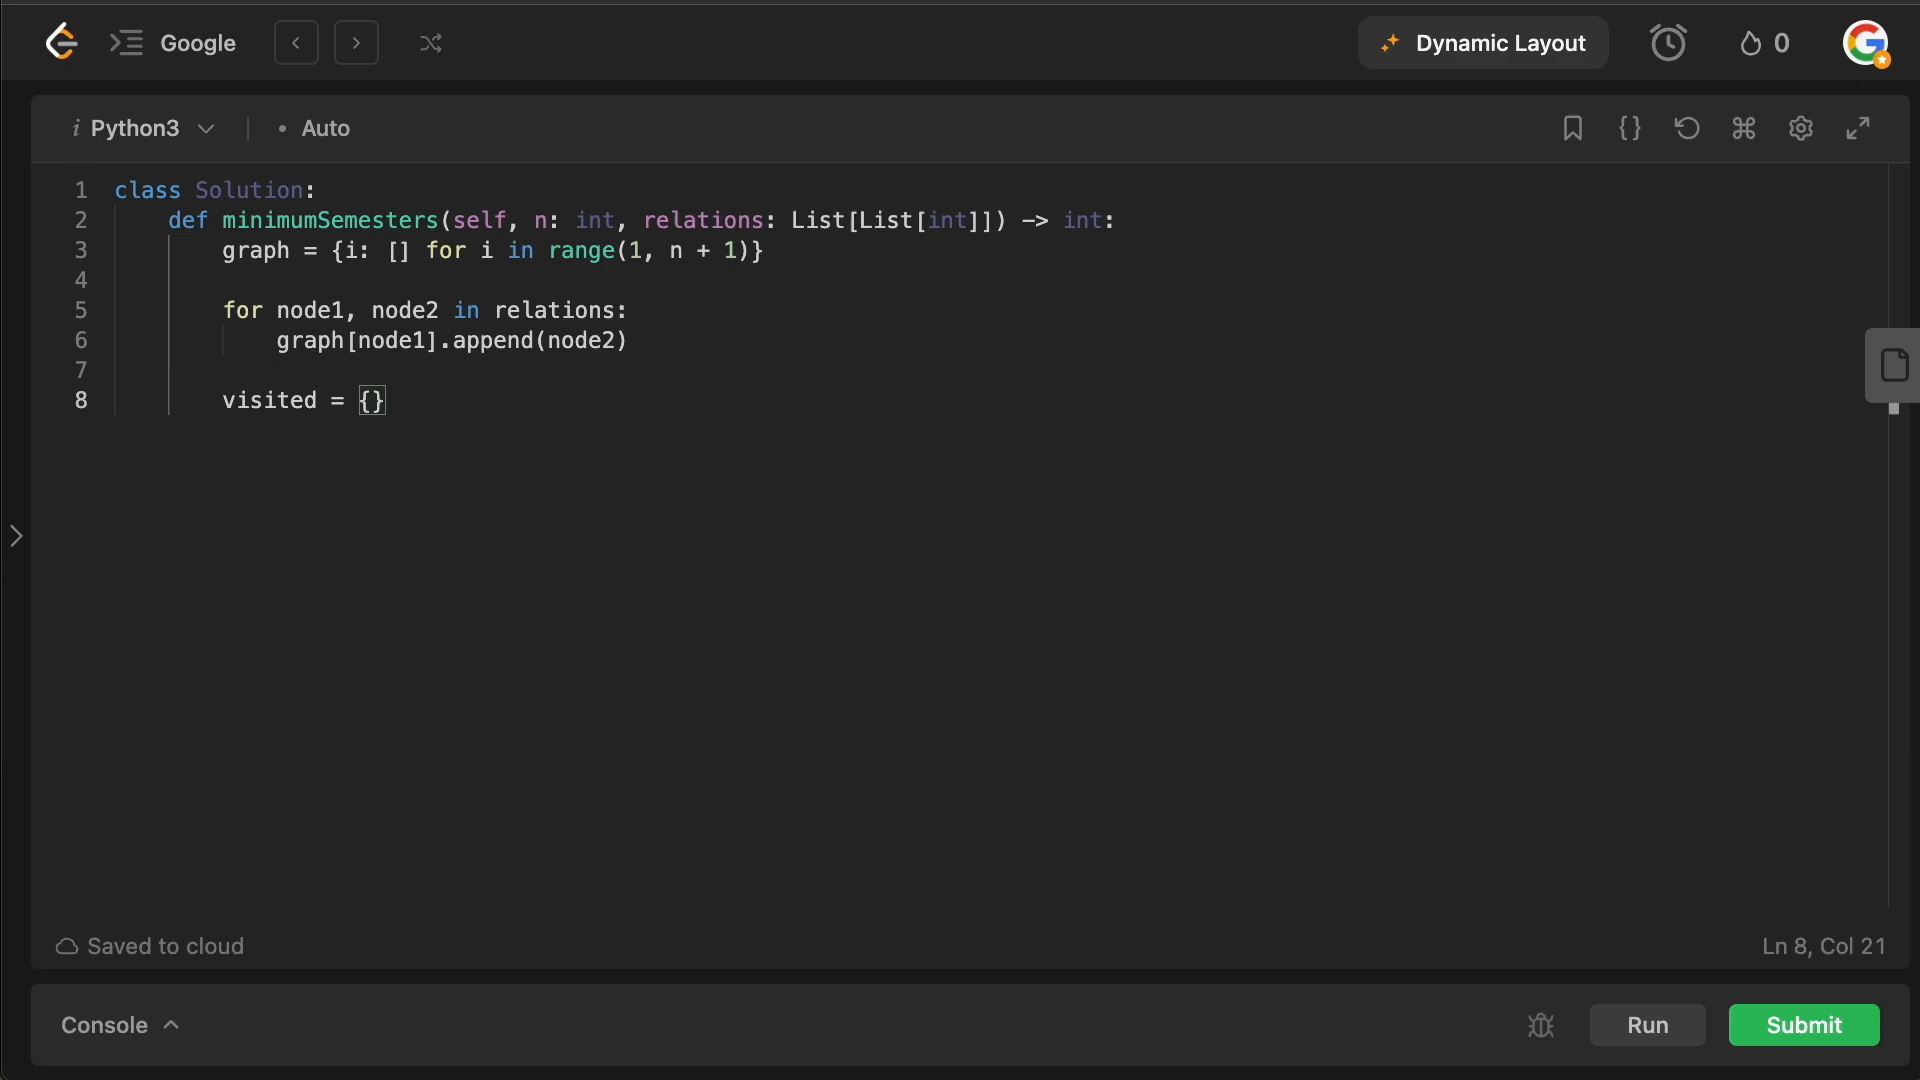 Google
Dynamic Layout
0
i Python3
• Auto
1 class Solution:
2 def minimumSemesters(self, n: int, relations: List[List[int]]) -> int:
3 graph = {i: [] for i in range(1, n + 1)}
4
5 for node1, node2 in relations:
6 graph[node1].append(node2)
7
8 visited = {}
Saved to cloud
Ln 8, Col 21
Console
Run
Submit